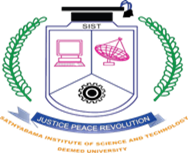 SIST
JUSTICE PEACE REVOLUTION
SATHYABAMA INSTITUTE OF SCIENCE AND TECHNOLOGY
DEEMED UNIVERSITY